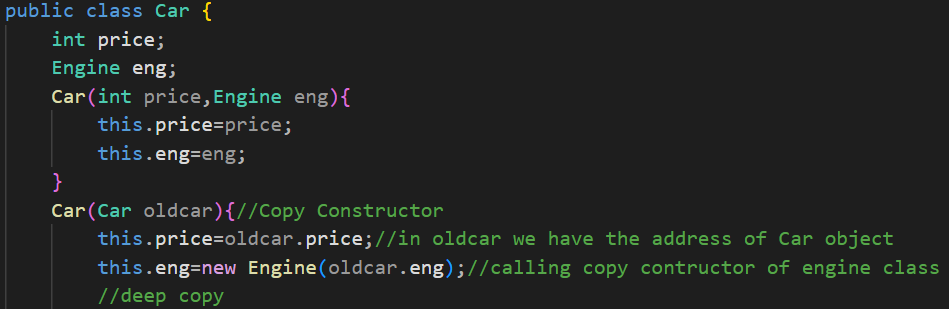 public class Car {
int price;
Engine eng;
Car(int price,Engine eng){
this.price=price;
this.eng=eng;
}
Car(Car oldcar){//Copy Constructor
this.price=oldcar.price;//in oldcar we have the address of Car object
this.eng=new Engine(oldcar.eng);//calling copy contructor of engine class
//deep copy